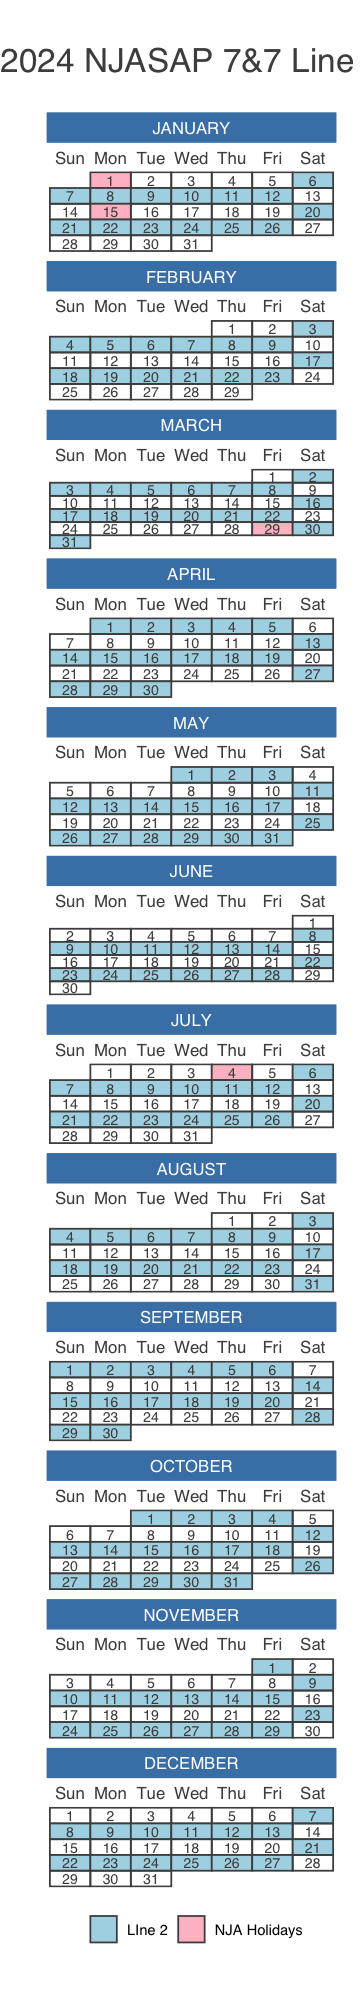 2024 NJASAP 7&7 Line
JANUARY
Sun Mon Tue Wed Thu Fri Sat
1 2 3 4 5 6
7 8 9 10 11 12 13
14 15 16 17 18 19 20
21 22 23 24 25 26 27
28 29 30 31
FEBRUARY
Sun Mon Tue Wed Thu Fri Sat
1 2 3
4 5 6 7 8 9 10
11 12 13 14 15 16 17
18 19 20 21 22 23 24
25 26 27 28 29
MARCH
Sun Mon Tue Wed Thu Fri Sat
1 2
3 4 5 6 7 8 9
10 11 12 13 14 15 16
17 18 19 20 21 22 23
24 25 26 27 28 29 30
31
APRIL
Sun Mon Tue Wed Thu Fri Sat
1 2 3 4 5 6
7 8 9 10 11 12 13
14 15 16 17 18 19 20
21 22 23 24 25 26 27
28 29 30
MAY
Sun Mon Tue Wed Thu Fri Sat
1 2 3 4
5 6 7 8 9 10 11
12 13 14 15 16 17 18
19 20 21 22 23 24 25
26 27 28 29 30 31
JUNE
Sun Mon Tue Wed Thu Fri Sat
1
2 3 4 5 6 7 8
9 10 11 12 13 14 15
16 17 18 19 20 21 22
23 24 25 26 27 28 29
30
JULY
Sun Mon Tue Wed Thu Fri Sat
1 2 3 4 5 6
7 8 9 10 11 12 13
14 15 16 17 18 19 20
21 22 23 24 25 26 27
28 29 30 31
AUGUST
Sun Mon Tue Wed Thu Fri Sat
1 2 3
4 5 6 7 8 9 10
11 12 13 14 15 16 17
18 19 20 21 22 23 24
25 26 27 28 29 30 31
SEPTEMBER
Sun Mon Tue Wed Thu Fri Sat
1 2 3 4 5 6 7
8 9 10 11 12 13 14
15 16 17 18 19 20 21
22 23 24 25 26 27 28
29 30
OCTOBER
Sun Mon Tue Wed Thu Fri Sat
1 2 3 4 5
6 7 8 9 10 11 12
13 14 15 16 17 18 19
20 21 22 23 24 25 26
27 28 29 30 31
NOVEMBER
Sun Mon Tue Wed Thu Fri Sat
1 2
3 4 5 6 7 8 9
10 11 12 13 14 15 16
17 18 19 20 21 22 23
24 25 26 27 28 29 30
DECEMBER
Sun Mon Tue Wed Thu Fri Sat
1 2 3 4 5 6 7
8 9 10 11 12 13 14
15 16 17 18 19 20 21
22 23 24 25 26 27 28
29 30 31
LIne 2 NJA Holidays